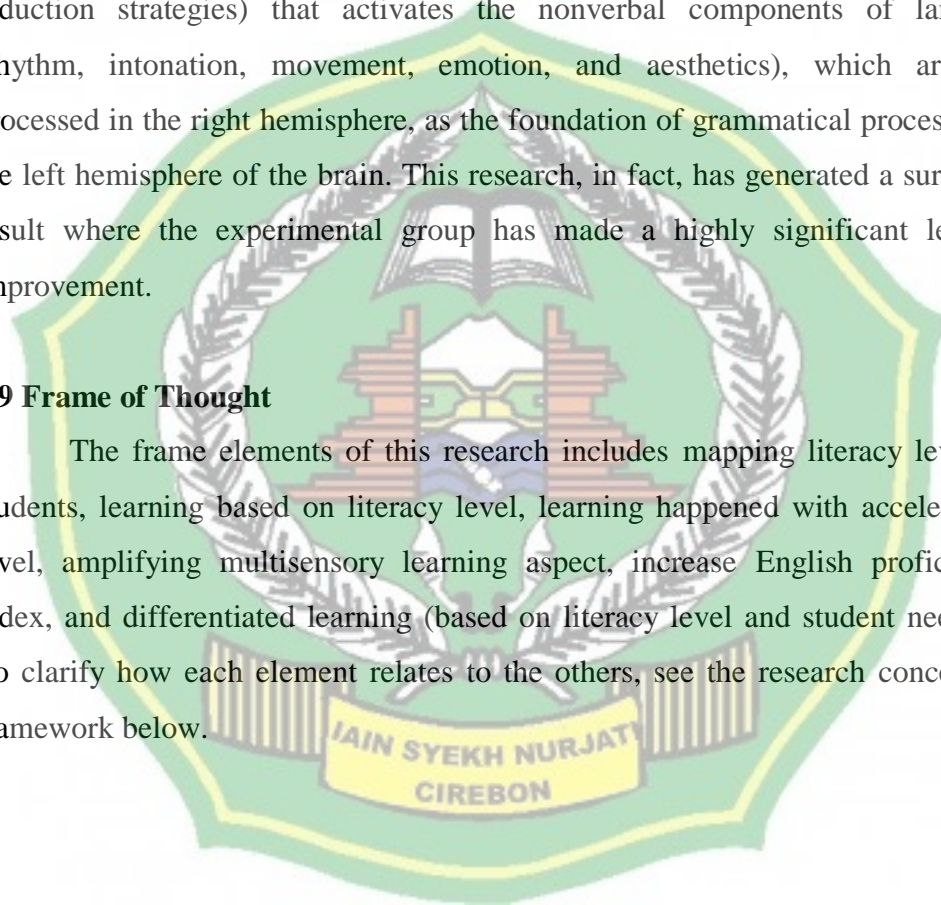 duction strategies) that activates the nonverbal components of lan
hythm, intonation, movement, emotion, and aesthetics), which ar
rocessed in the right hemisphere, as the foundation of grammatical proces
e left hemisphere of the brain. This research, in fact, has generated a sur
sult where the experimental group has made a highly significant le
nprovement.
9 Frame of Thought
The frame elements of this research includes mapping literacy lev
udents, learning based on literacy level, learning happened with accele
vel, amplifying multisensory learning aspect, increase English profic
dex, and differentiated learning (based on literacy level and student nee
o clarify how each element relates to the others, see the research conce
amework below.
IAIN SYEKH NURJATI
CIREBON